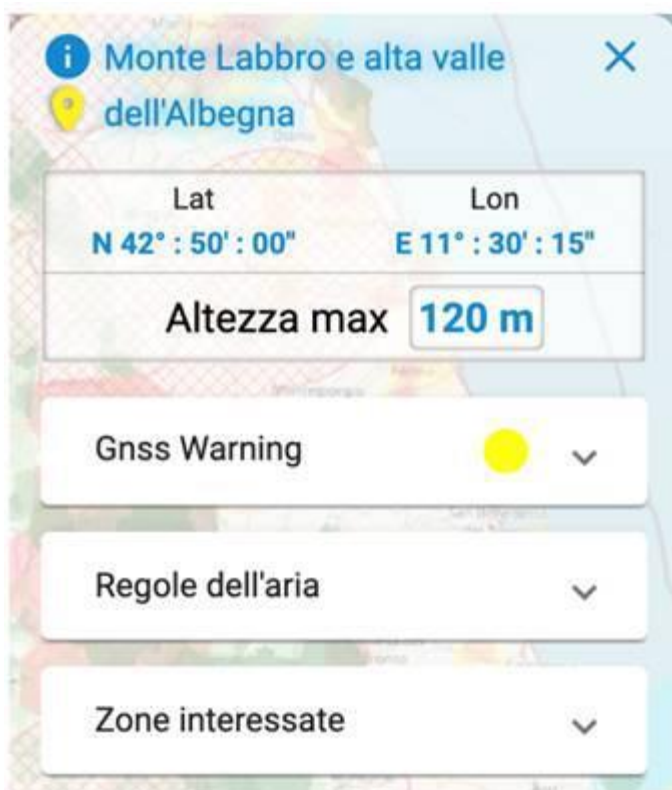 Monte Labbro e alta valle
dell'Albegna
Lat Lon
N 42° : 50' : 00" E 11° : 30' : 15"
Altezza max 120 m
Gnss Warning
Regole dell'aria
Zone interessate